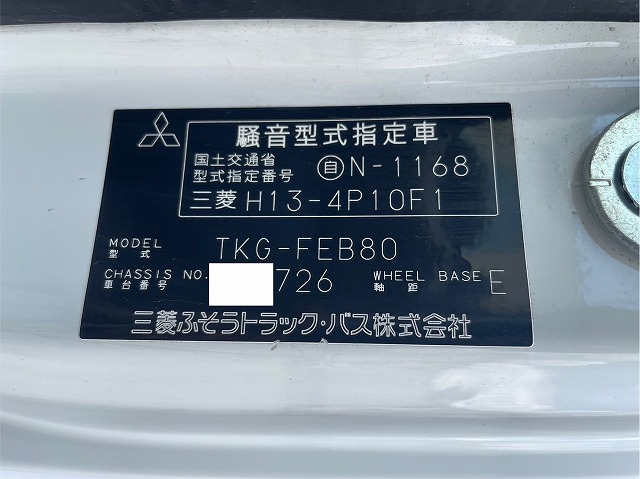 騒音型式指定車
国土交通省
型式指定番号 自N-1168
三菱 H13-4P10F1
MODEL
型式 TKG-FEB80
CHASSIS NO. 726 WHEEL BASE E
車台番号 軸距
三菱ふそうトラック・バス株式会社